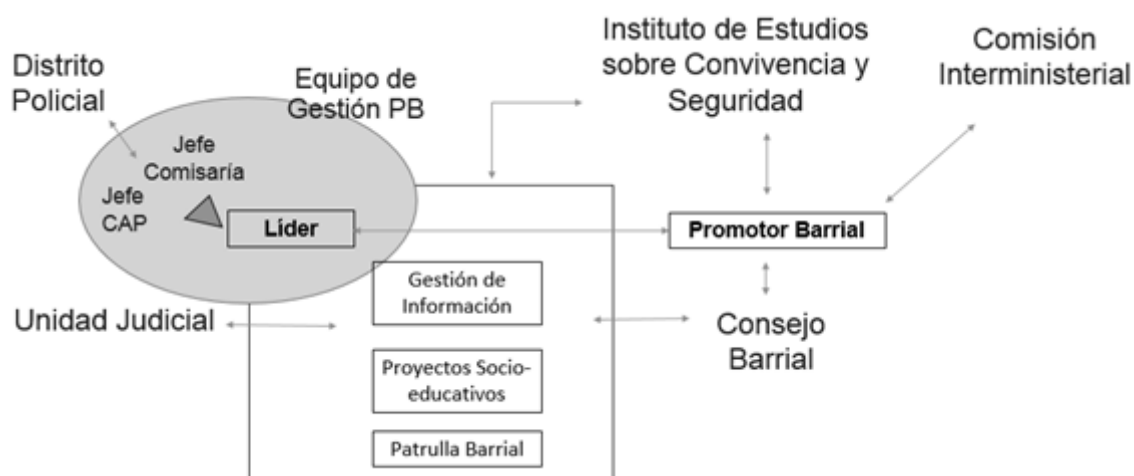 Distrito
Policial
Equipo de
Gestión PB
Instituto de Estudios
sobre Convivencia y
Seguridad
Comisión
Interministerial
Jefe
Comisaría
Jefe
CAP
Líder
Promotor Barrial
Gestión de
Información
Unidad Judicial
Consejo
Barrial
Proyectos Socio-
educativos
Patrulla Barrial